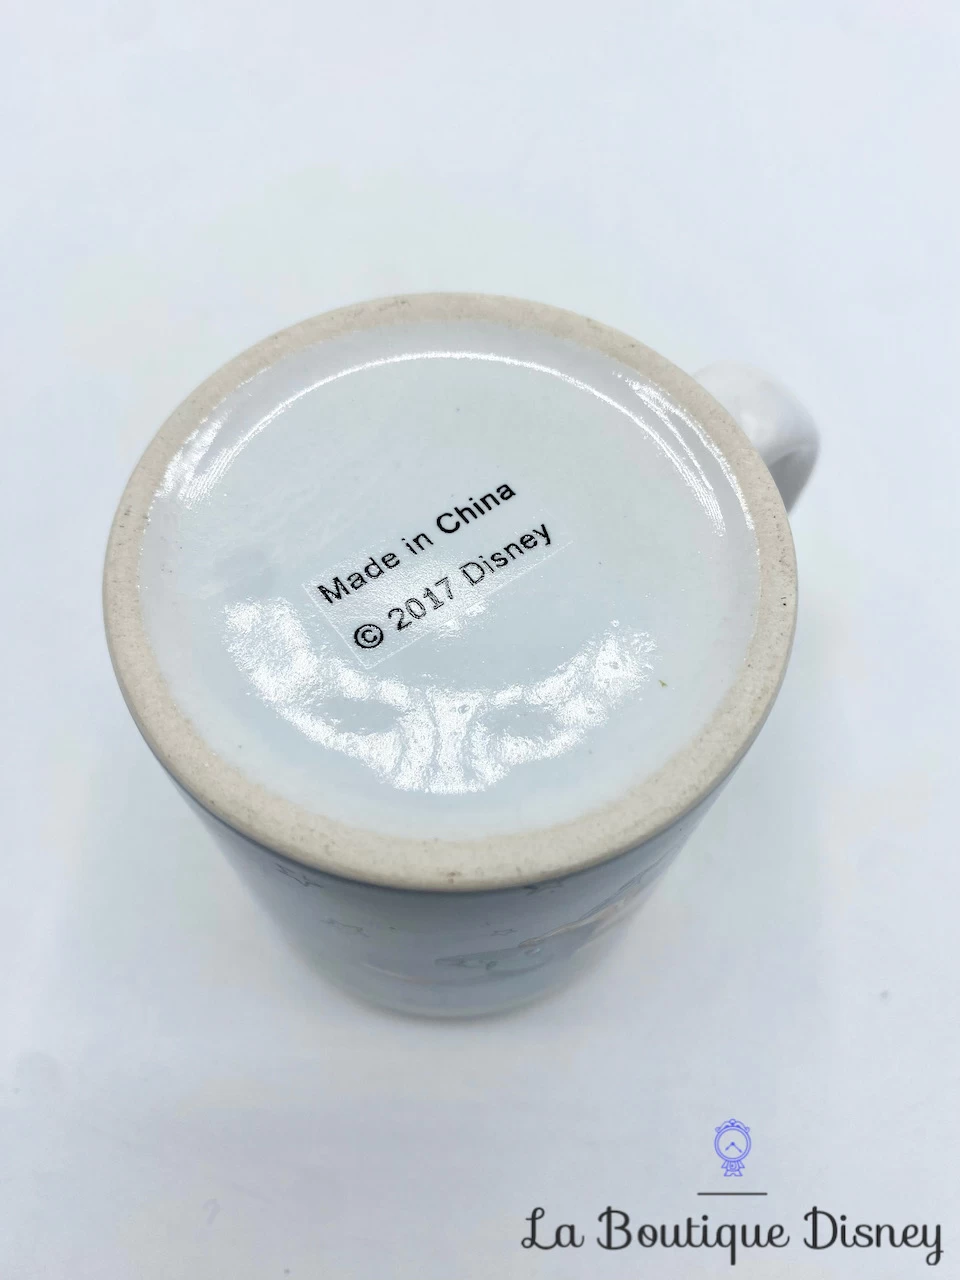 Made in China
© 2017 Disney
La Boutique Disney